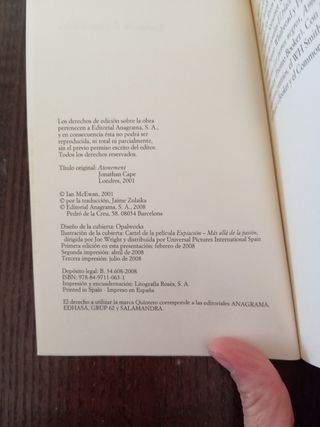 Los derechos de edición sobre la obra
pertenecen a Editorial Anagrama, S. A.,
y en consecuencia ésta no podrá ser
reproducida, ni total ni parcialmente,
sin el previo permiso escrito del editor.
Todos los derechos reservados.
Título original: Atonement
Jonathan Cape
Londres, 2001
© Ian McEwan, 2001
© por la traducción, Jaime Zulaika
© Editorial Anagrama, S. A., 2008
Pedró de la Creu, 58. 08034 Barcelona
Diseño de la cubierta: Opalworks
Ilustración de la cubierta: Cartel de la película Expiación – Más allá de la pasión,
dirigida por Joe Wright y distribuida por Universal Pictures International Spain
Primera edición en esta presentación: febrero de 2008
Segunda impresión: abril de 2008
Tercera impresión: julio de 2008
Depósito legal: B. 34.608-2008
ISBN: 978-84-9711-063-1
Impresión y encuadernación: Litografía Rosés, S. A.
Printed in Spain - Impreso en España
El derecho a utilizar la marca Quinteto corresponde a las editoriales ANAGRAMA,
EDHASA, GRUP 62 y SALAMANDRA.
Booker). Con
el WH Smith